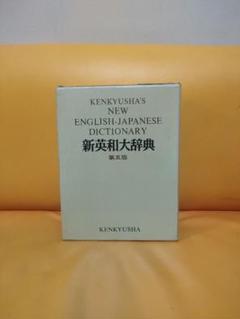 KENKYUSHA'S
NEW
ENGLISH-JAPANESE
DICTIONARY
新英和大辞典
第五版
KENKYUSHA